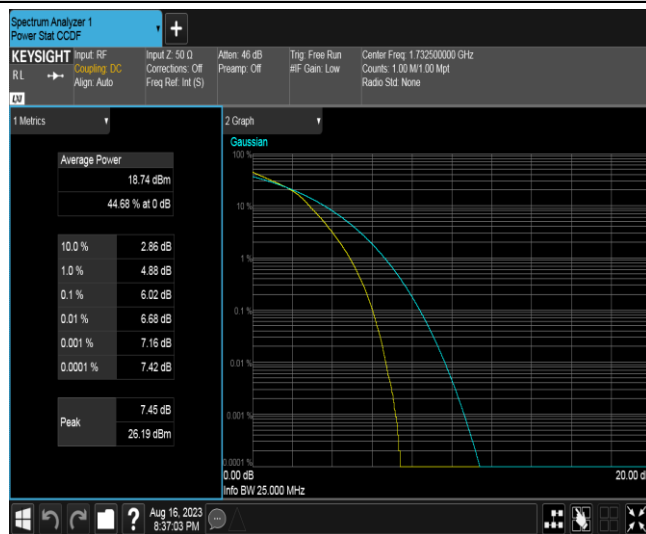 Spectrum Analyzer 1
Power Stat CCDF
+
KEYSIGHT
RL
LXI
Input: RF
Coupling: DC
Align: Auto
Input Z: 50 Ω
Corrections: Off
Freq Ref: Int (S)
Atten: 46 dB
Preamp: Off
Trig: Free Run
#IF Gain: Low
Center Freq: 1.732500000 GHz
Counts: 1.00 M/1.00 Mpt
Radio Std: None
1 Metrics
Average Power
18.74 dBm
44.68 % at 0 dB
10.0 % 2.86 dB
1.0 % 4.88 dB
0.1 % 6.02 dB
0.01 % 6.68 dB
0.001 % 7.16 dB
0.0001 % 7.42 dB
Peak
7.45 dB
26.19 dBm
2 Graph
Gaussian
100 %
10 %
1 %
0.1 %
0.01 %
0.001 %
0.0001 %
0.00 dB
20.00 d
Info BW 25.000 MHz
?
Aug 16, 2023
8:37:03 PM